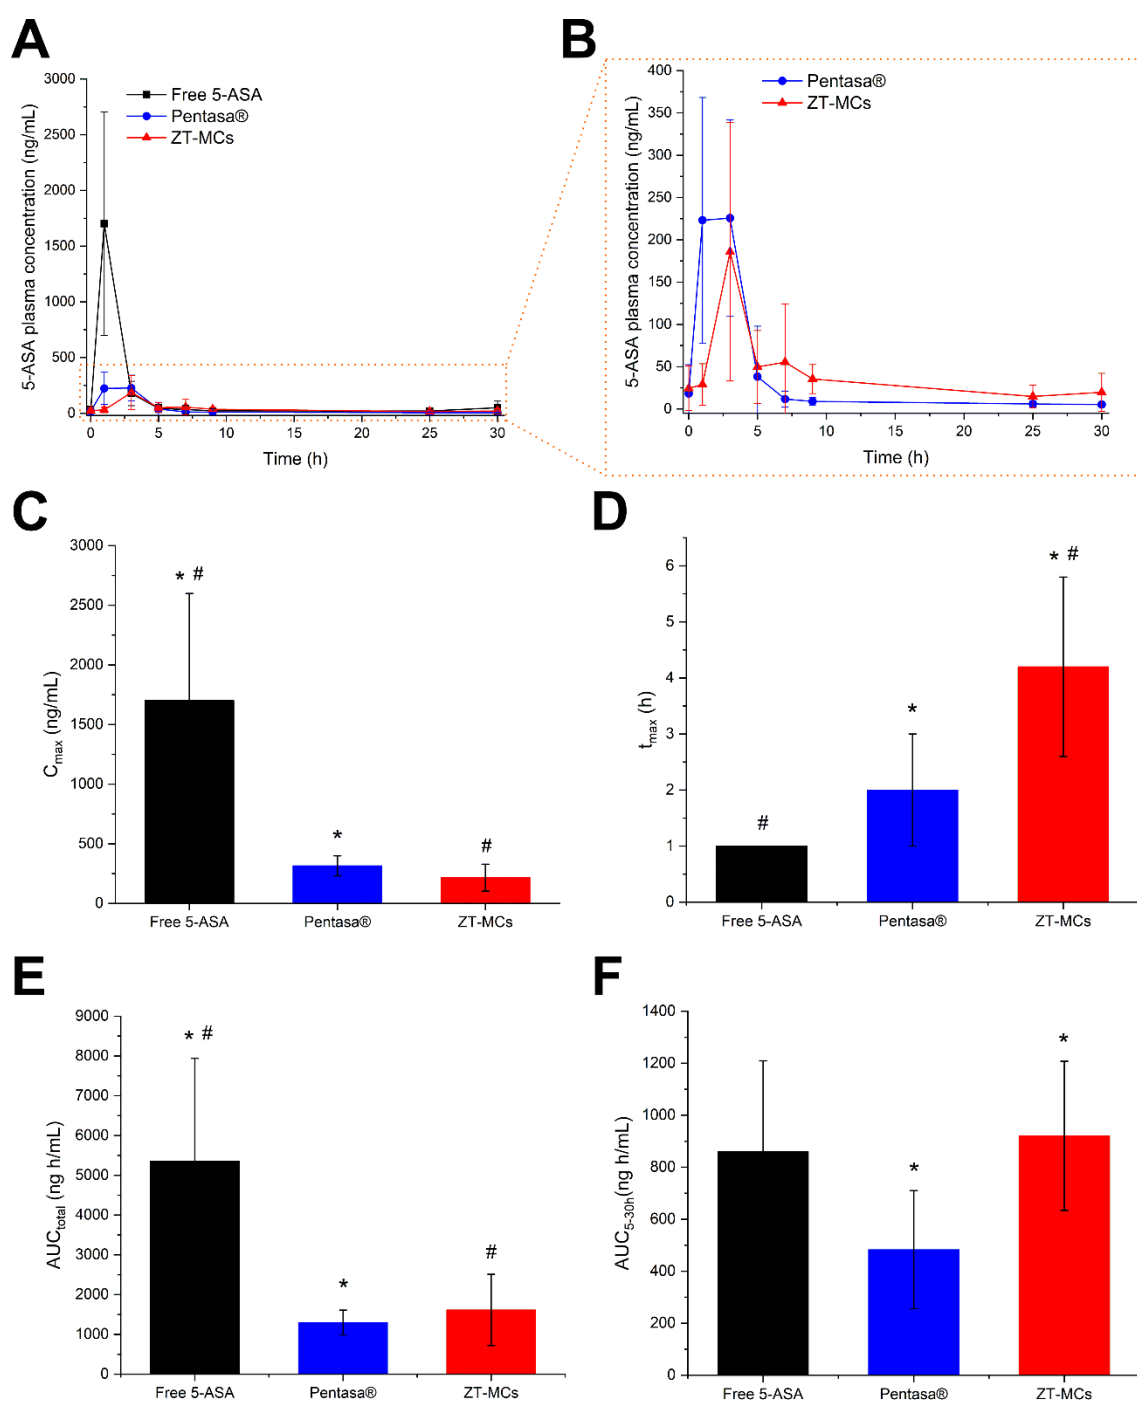 A
3000
2500
2000
1500
1000
500
0
5-ASA plasma concentration (ng/mL)
Free 5-ASA
Pentasa®
ZT-MCs
0 5 10 15 20 25 30
Time (h)
B
400
350
300
250
200
150
100
50
0
5-ASA plasma concentration (ng/mL)
Pentasa®
ZT-MCs
0 5 10 15 20 25 30
Time (h)
C
3000
2500
2000
1500
1000
500
0
Cmax (ng/mL)
* #
*
#
Free 5-ASA Pentasa® ZT-MCs
D
6
5
4
3
2
1
0
tmax (h)
#
*
* #
Free 5-ASA Pentasa® ZT-MCs
E
9000
8000
7000
6000
5000
4000
3000
2000
1000
0
AUCtotal (ng h/mL)
* #
*
#
Free 5-ASA Pentasa® ZT-MCs
F
1400
1200
1000
800
600
400
200
0
AUC5-30h(ng h/mL)
*
*
Free 5-ASA Pentasa® ZT-MCs